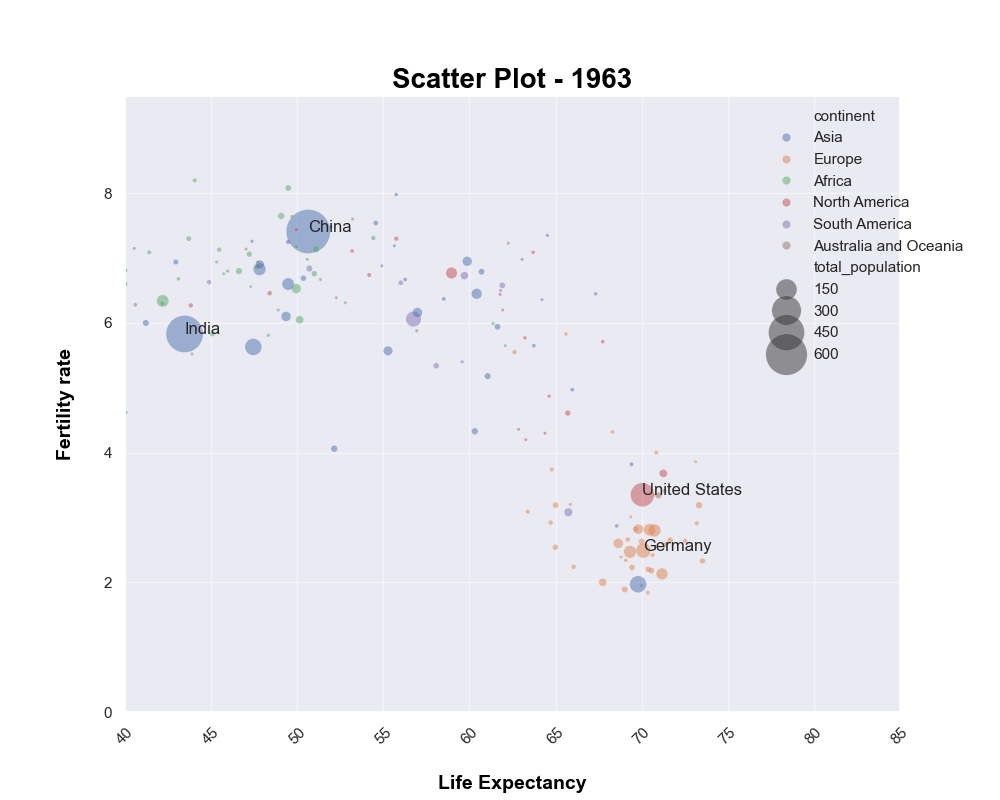 Scatter Plot - 1963
continent
Asia
Europe
Africa
North America
South America
Australia and Oceania
total_population
150
300
450
600
China
India
United States
Germany
8
6
4
2
0
Fertility rate
40 45 50 55 60 65 70 75 80 85
Life Expectancy